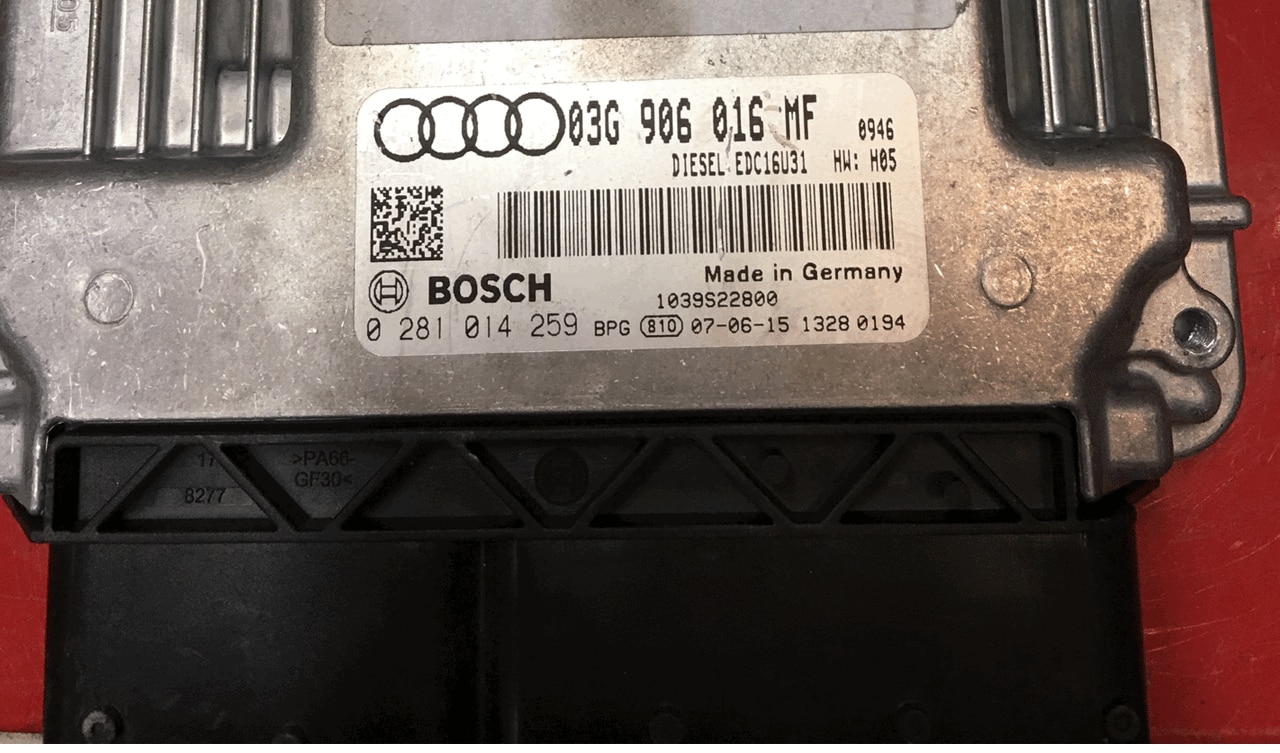 03G 906 016 MF 0946
DIESEL EDC16U31 HW: H05
BOSCH
Made in Germany
1039S22800
0 281 014 259 BPG 810 07-06-15 1328 0194
17 >PA66-
8277 GF30<